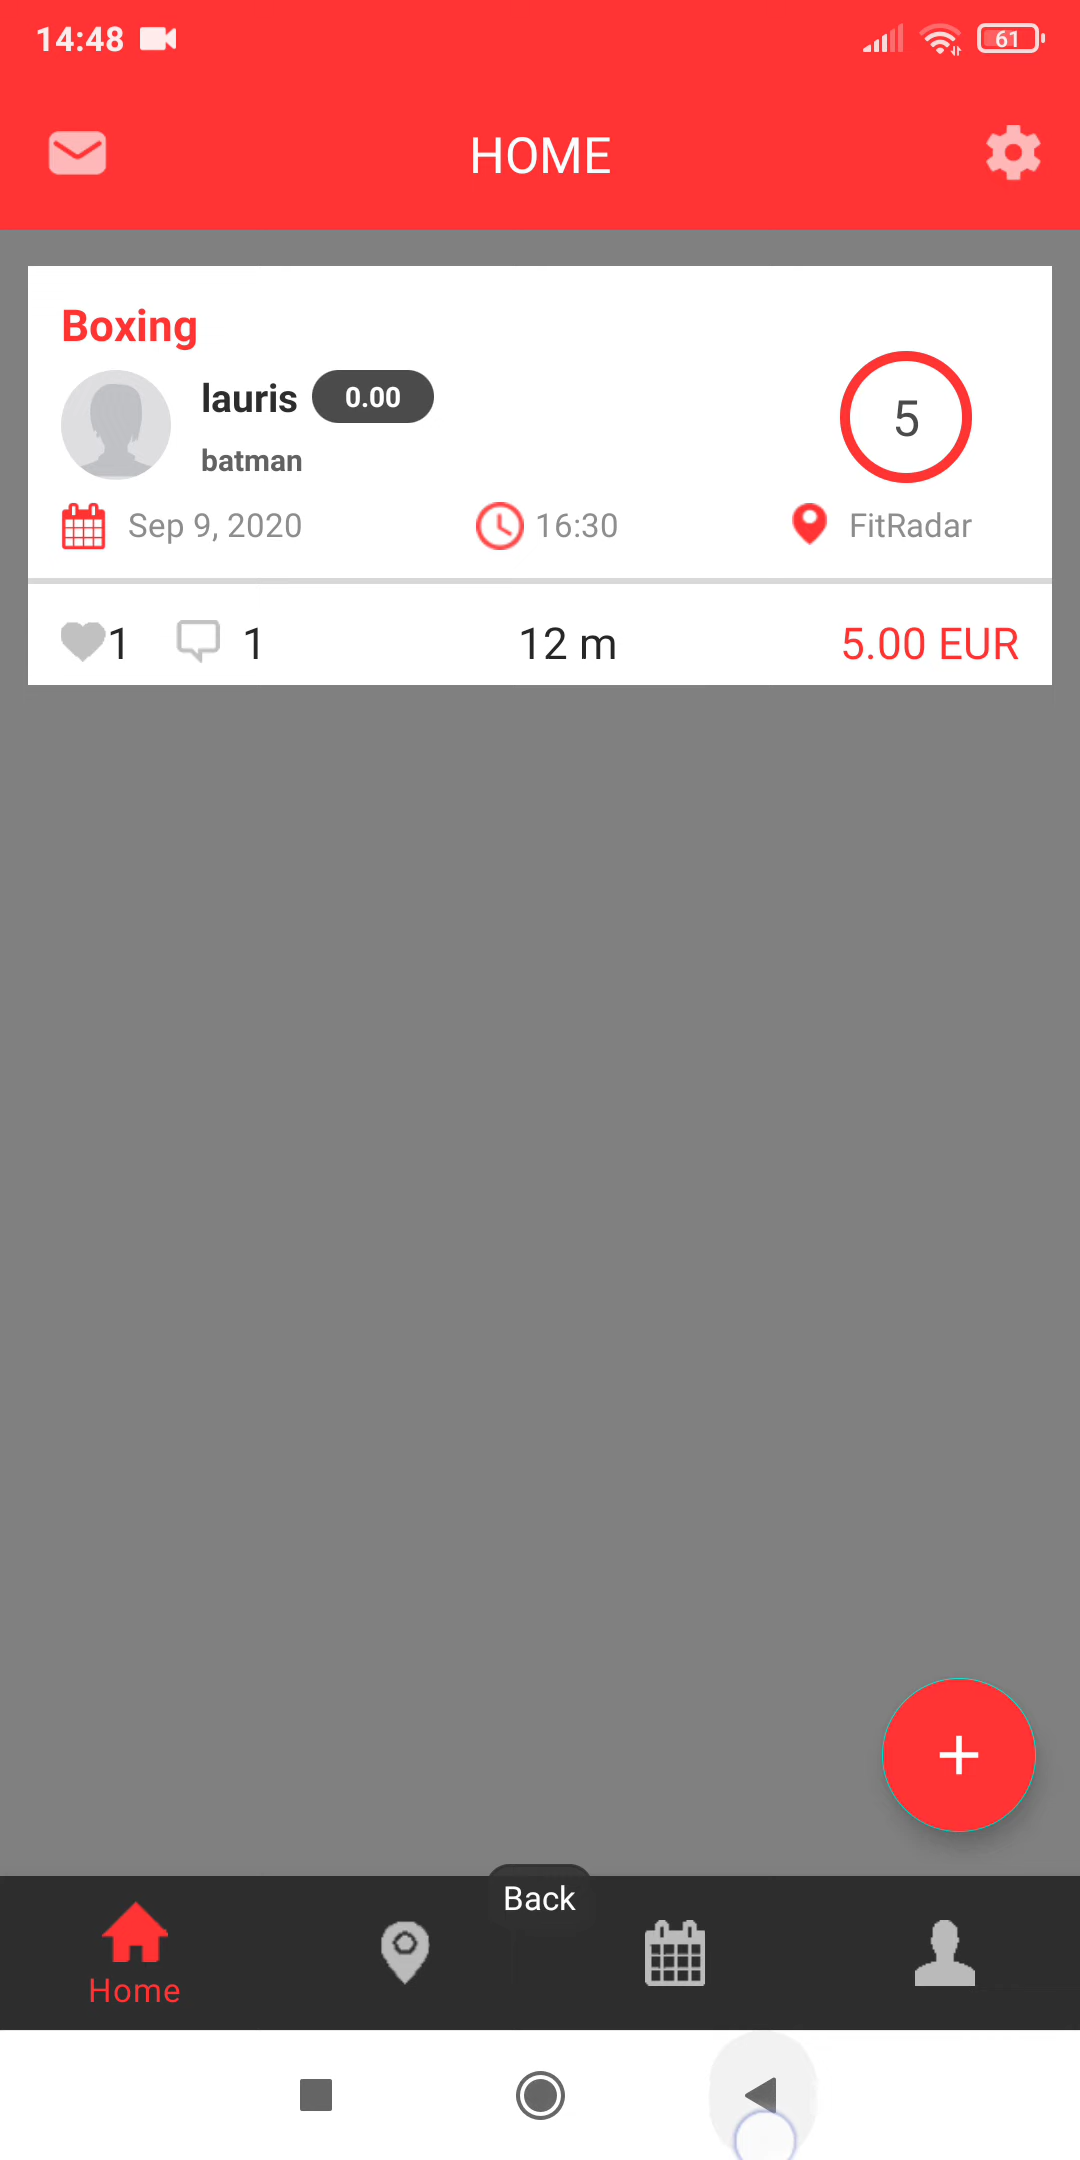 14:48
61
HOME
Boxing
lauris 0.00
batman
5
Sep 9, 2020 16:30 FitRadar
1 1 12 m 5.00 EUR
+
Back
Home